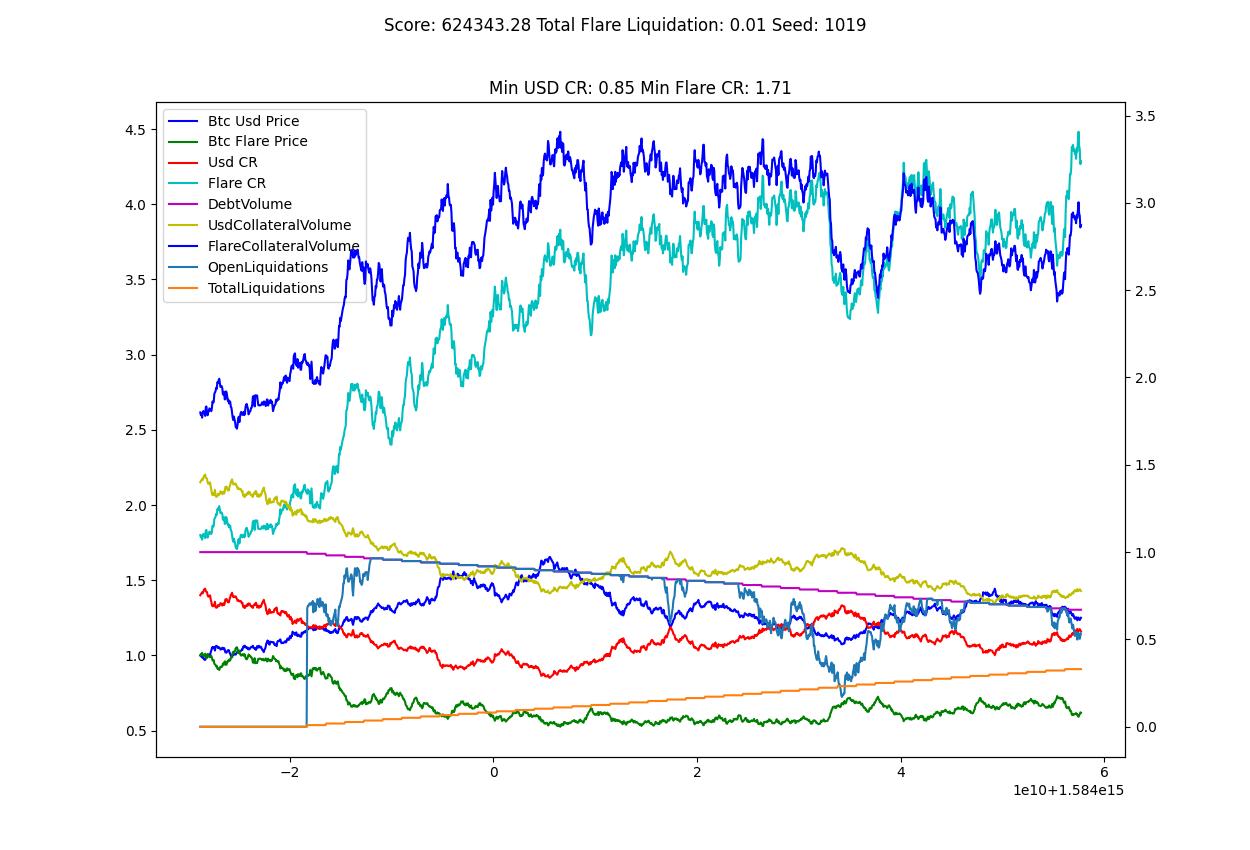 Score: 624343.28 Total Flare Liquidation: 0.01 Seed: 1019
Min USD CR: 0.85 Min Flare CR: 1.71
Btc Usd Price
Btc Flare Price
Usd CR
Flare CR
DebtVolume
UsdCollateralVolume
FlareCollateralVolume
OpenLiquidations
TotalLiquidations
4.5
4.0
3.5
3.0
2.5
2.0
1.5
1.0
0.5
3.5
3.0
2.5
2.0
1.5
1.0
0.5
0.0
−2
0
2
4
6
1e10+1.584e15